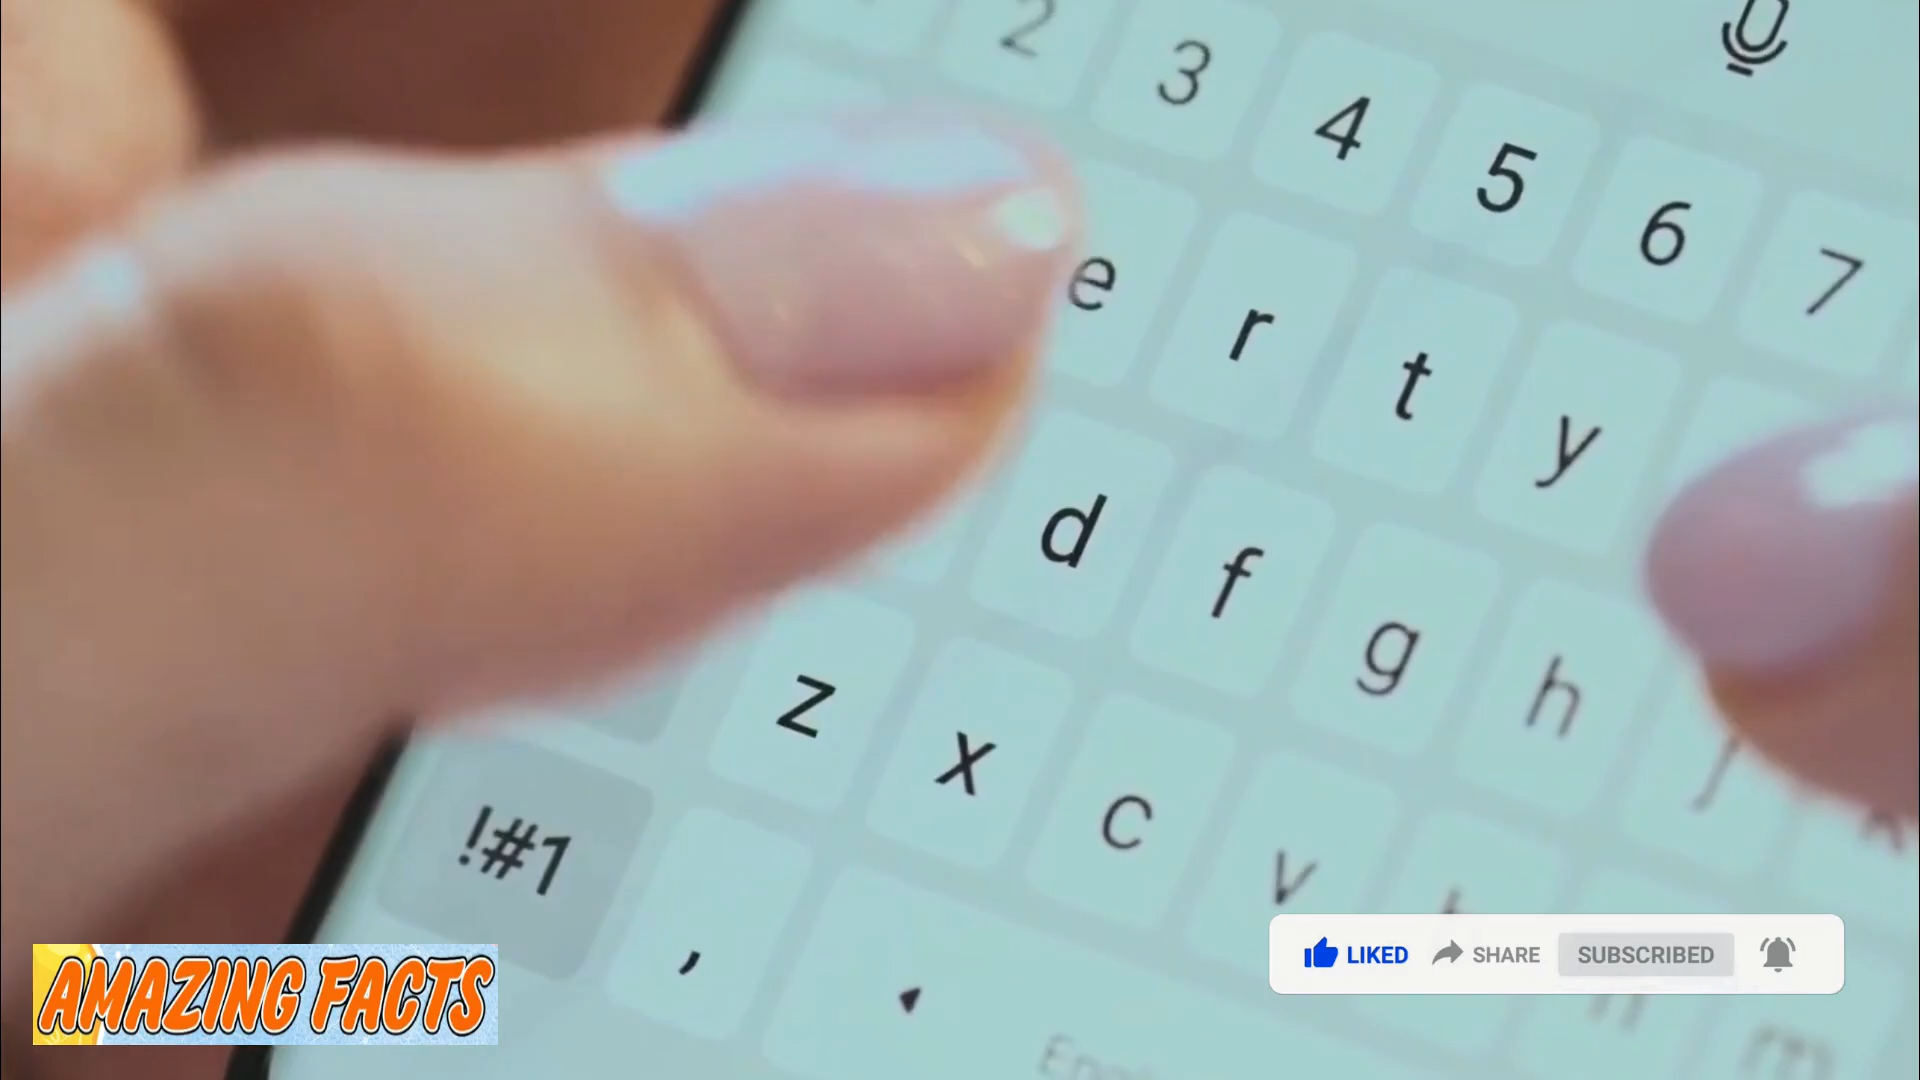 2 3 4 5 6 7
e r t y
d f g h j
z x c v
!#1 ,
n m
AMAZING FACTS
LIKED SHARE SUBSCRIBED